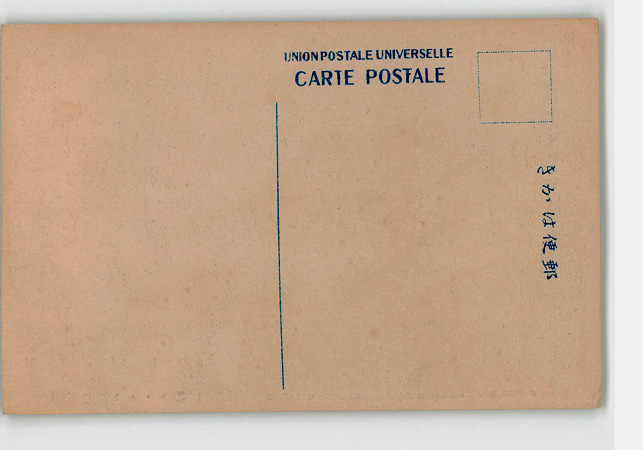 UNION POSTALE UNIVERSELLE
CARTE POSTALE
郵便はかき